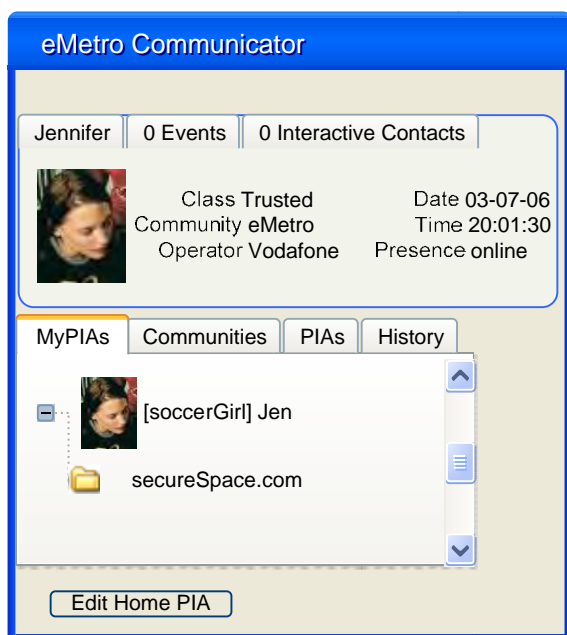 eMetro Communicator
Jennifer 0 Events 0 Interactive Contacts
Class Trusted Date 03-07-06
Community eMetro Time 20:01:30
Operator Vodafone Presence online
MyPIAs Communities PIAs History
[soccerGirl] Jen
secureSpace.com
Edit Home PIA